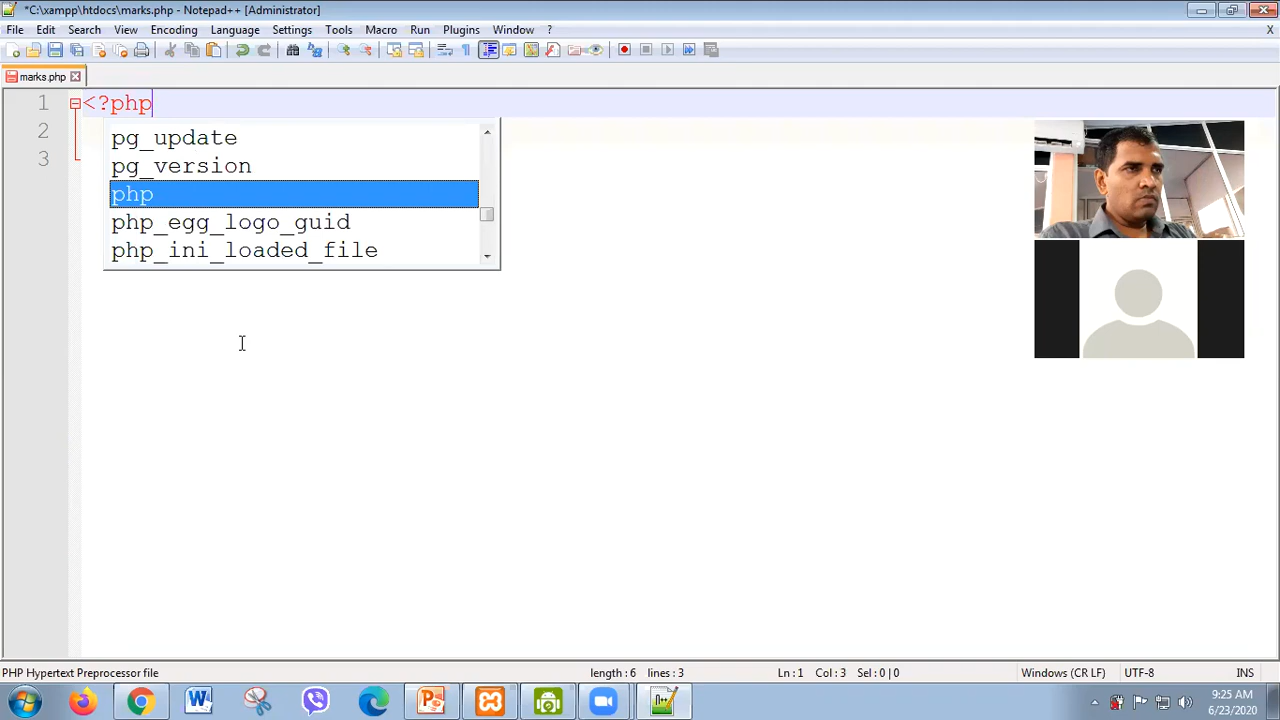 *C:\xampp\htdocs\marks.php - Notepad++ [Administrator]
File Edit Search View Encoding Language Settings Tools Macro Run Plugins Window ? X
marks.php
1 <?php
2
3
pg_update
pg_version
php
php_egg_logo_guid
php_ini_loaded_file
PHP Hypertext Preprocessor file length : 6 lines : 3 Ln : 1 Col : 3 Sel : 0 | 0 Windows (CR LF) UTF-8 INS
9:25 AM
6/23/2020